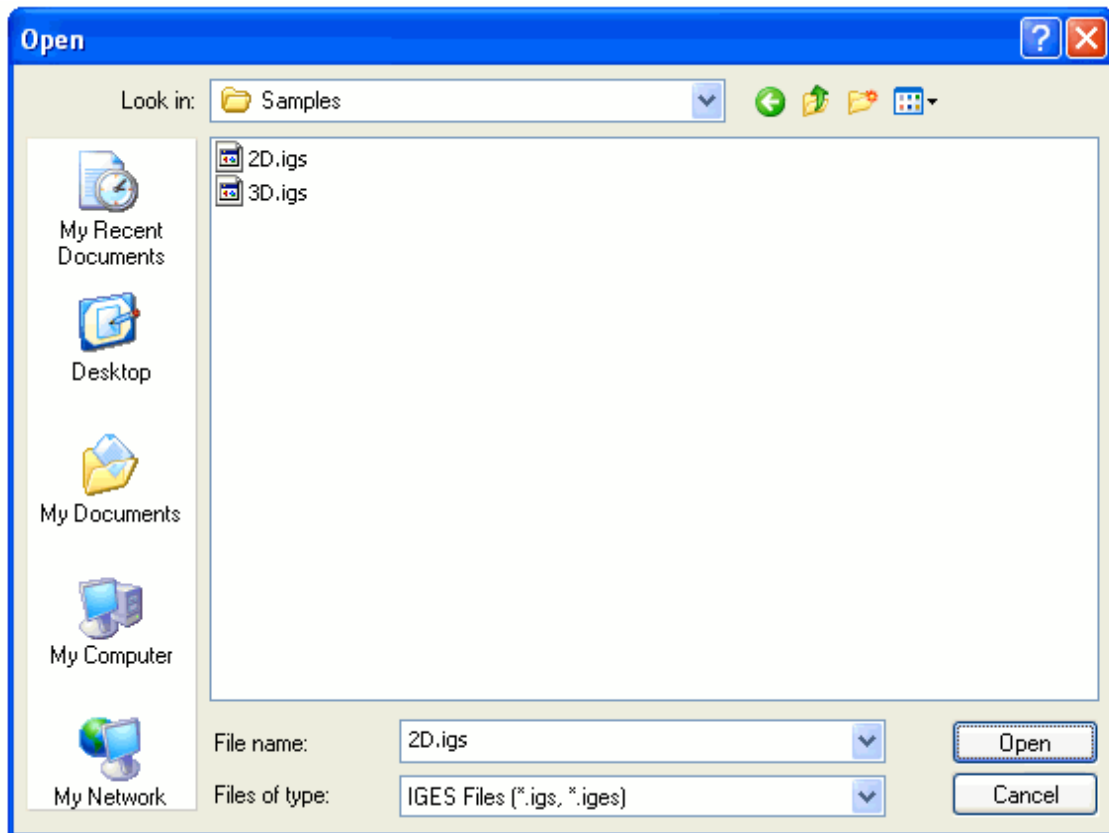 Open
Look in: Samples
2D.igs
3D.igs
My Recent
Documents
Desktop
My Documents
My Computer
My Network
File name: 2D.igs Open
Files of type: IGES Files (*.igs, *.iges) Cancel